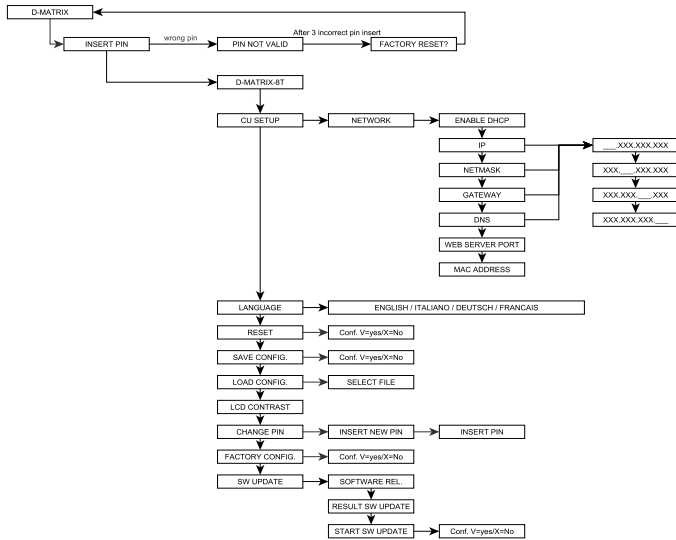 D-MATRIX
After 3 incorrect pin insert
INSERT PIN
wrong pin
PIN NOT VALID
FACTORY RESET?
D-MATRIX-8T
CU SETUP
NETWORK
ENABLE DHCP
IP
___.XXX.XXX.XXX
NETMASK
XXX.___.XXX.XXX
GATEWAY
XXX.XXX.___.XXX
DNS
XXX.XXX.XXX.___
WEB SERVER PORT
MAC ADDRESS
LANGUAGE
ENGLISH / ITALIANO / DEUTSCH / FRANCAIS
RESET
Conf. V=yes/X=No
SAVE CONFIG.
Conf. V=yes/X=No
LOAD CONFIG.
SELECT FILE
LCD CONTRAST
CHANGE PIN
INSERT NEW PIN
INSERT PIN
FACTORY CONFIG.
Conf. V=yes/X=No
SW UPDATE
SOFTWARE REL.
RESULT SW UPDATE
START SW UPDATE
Conf. V=yes/X=No